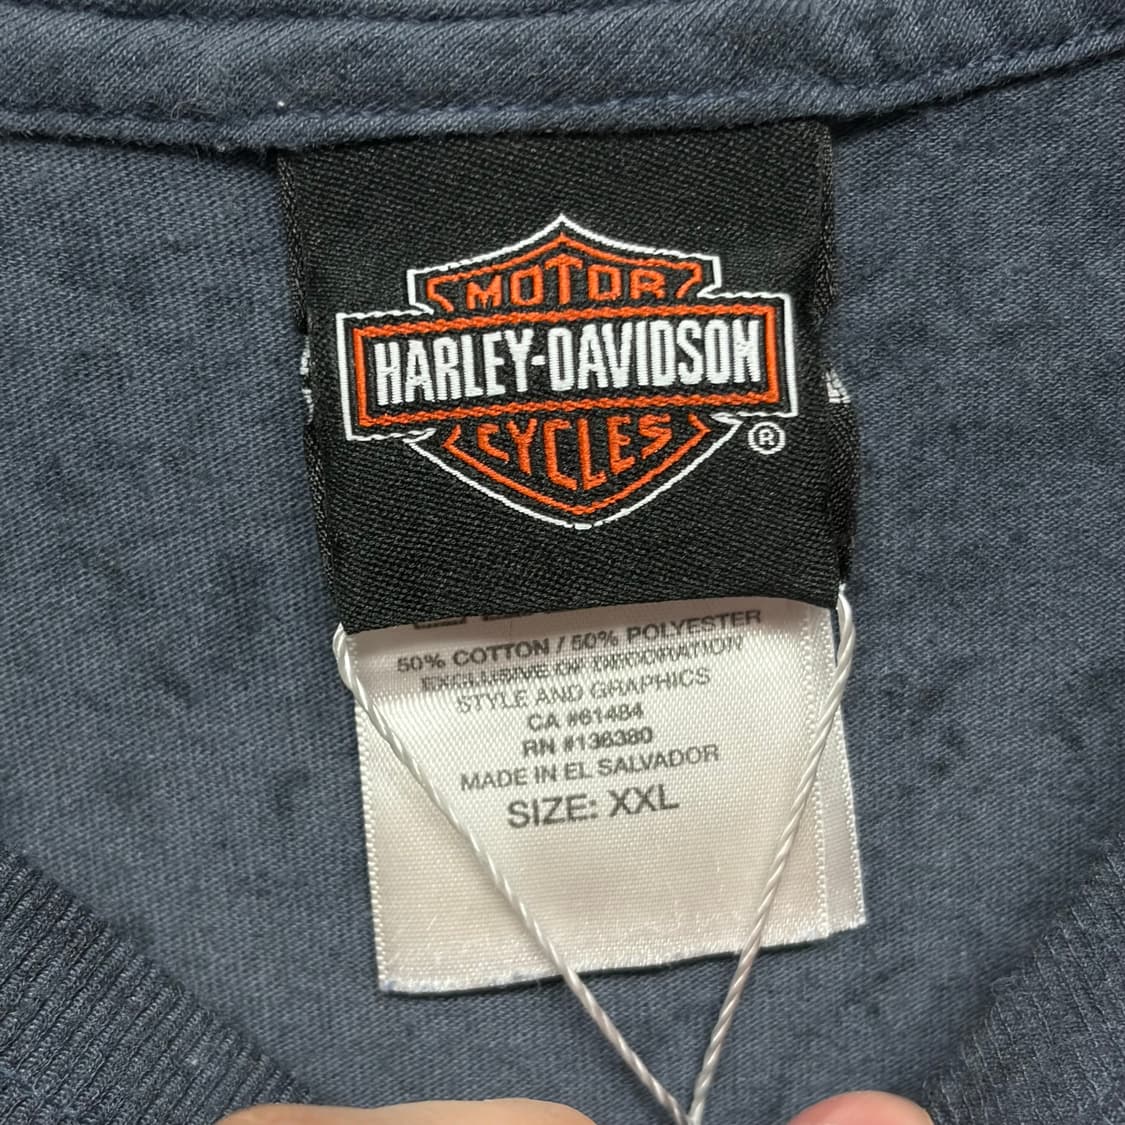 MOTOR
HARLEY-DAVIDSON
CYCLES
®
50% COTTON / 50% POLYESTER
EXCLUSIVE OF DECORATION
STYLE AND GRAPHICS
CA #61484
RN #136380
MADE IN EL SALVADOR
SIZE: XXL